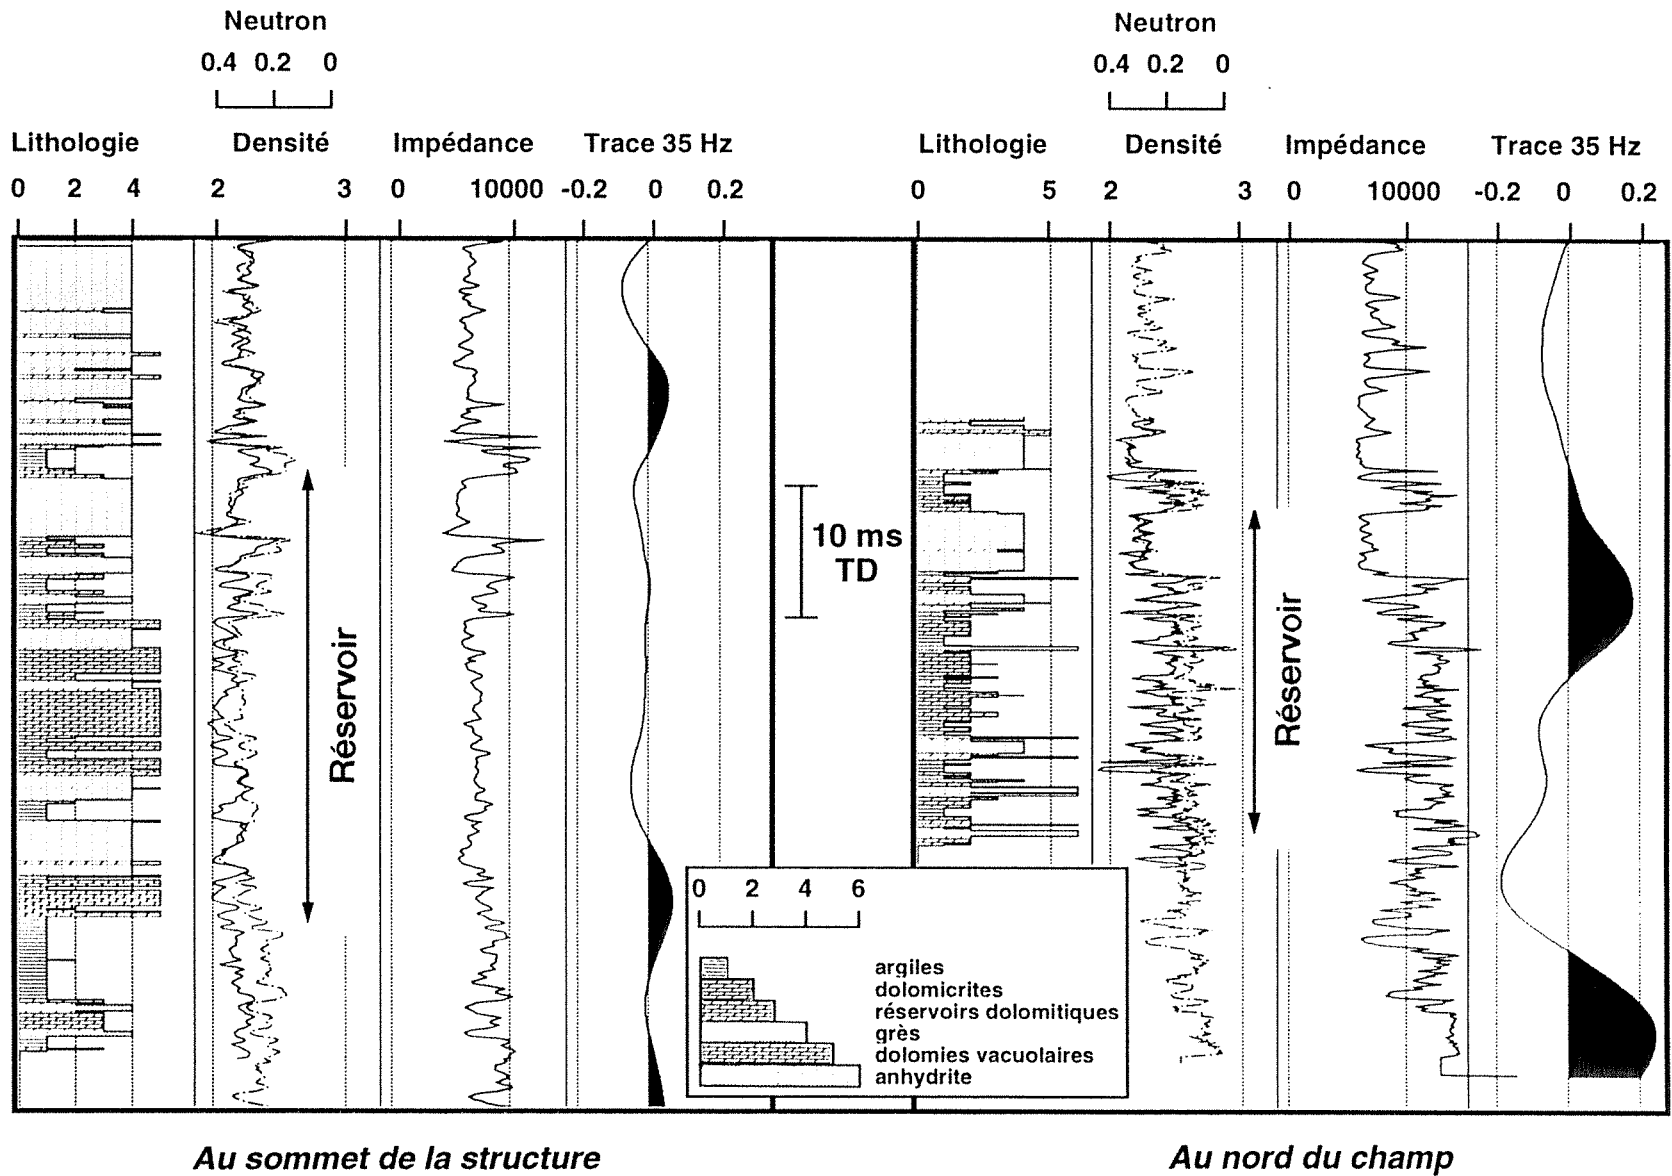 Neutron
0.4 0.2 0
Neutron
0.4 0.2 0
Lithologie Densité Impédance Trace 35 Hz
Lithologie Densité Impédance Trace 35 Hz
0 2 4 2 3 0 10000 -0.2 0 0.2
0 5 2 3 0 10000 -0.2 0 0.2
Réservoir
10 ms
TD
Réservoir
0 2 4 6
argiles
dolomicrites
réservoirs dolomitiques
grès
dolomies vacuolaires
anhydrite
Au sommet de la structure
Au nord du champ